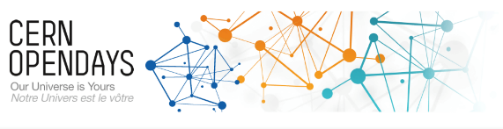 CERN
OPENDAYS
Our Universe is Yours
Notre Univers est le vôtre